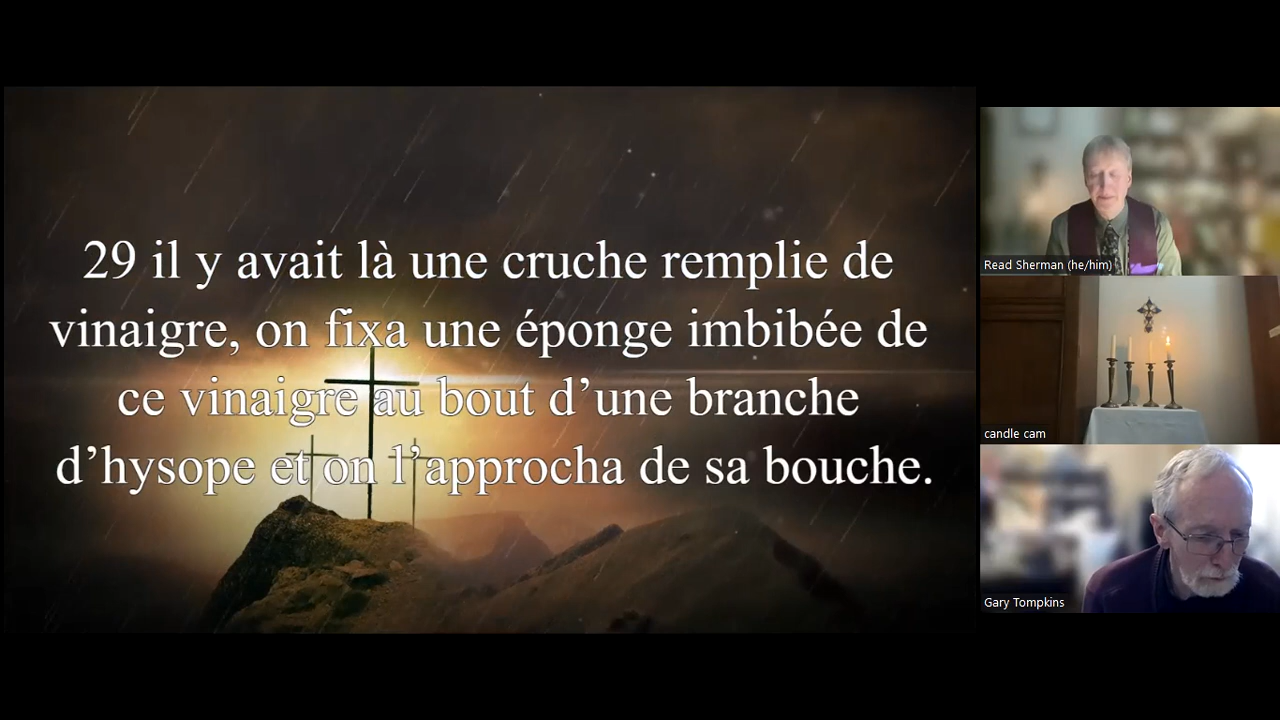 29 il y avait là une cruche remplie de
vinaigre, on fixa une éponge imbibée de
ce vinaigre au bout d’une branche
d’hysope et on l’approcha de sa bouche.
Read Sherman (he/him)
candle cam
Gary Tompkins